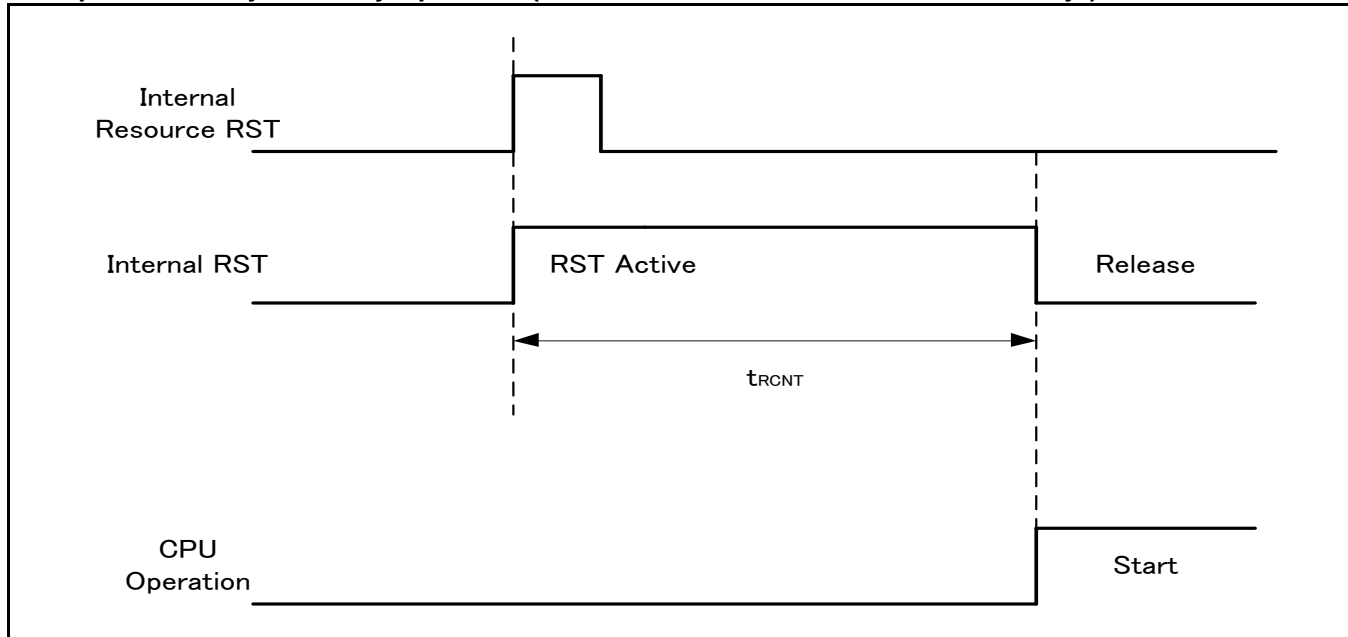 Internal
Resource RST
Internal RST
RST Active
Release
tRCNT
CPU
Operation
Start